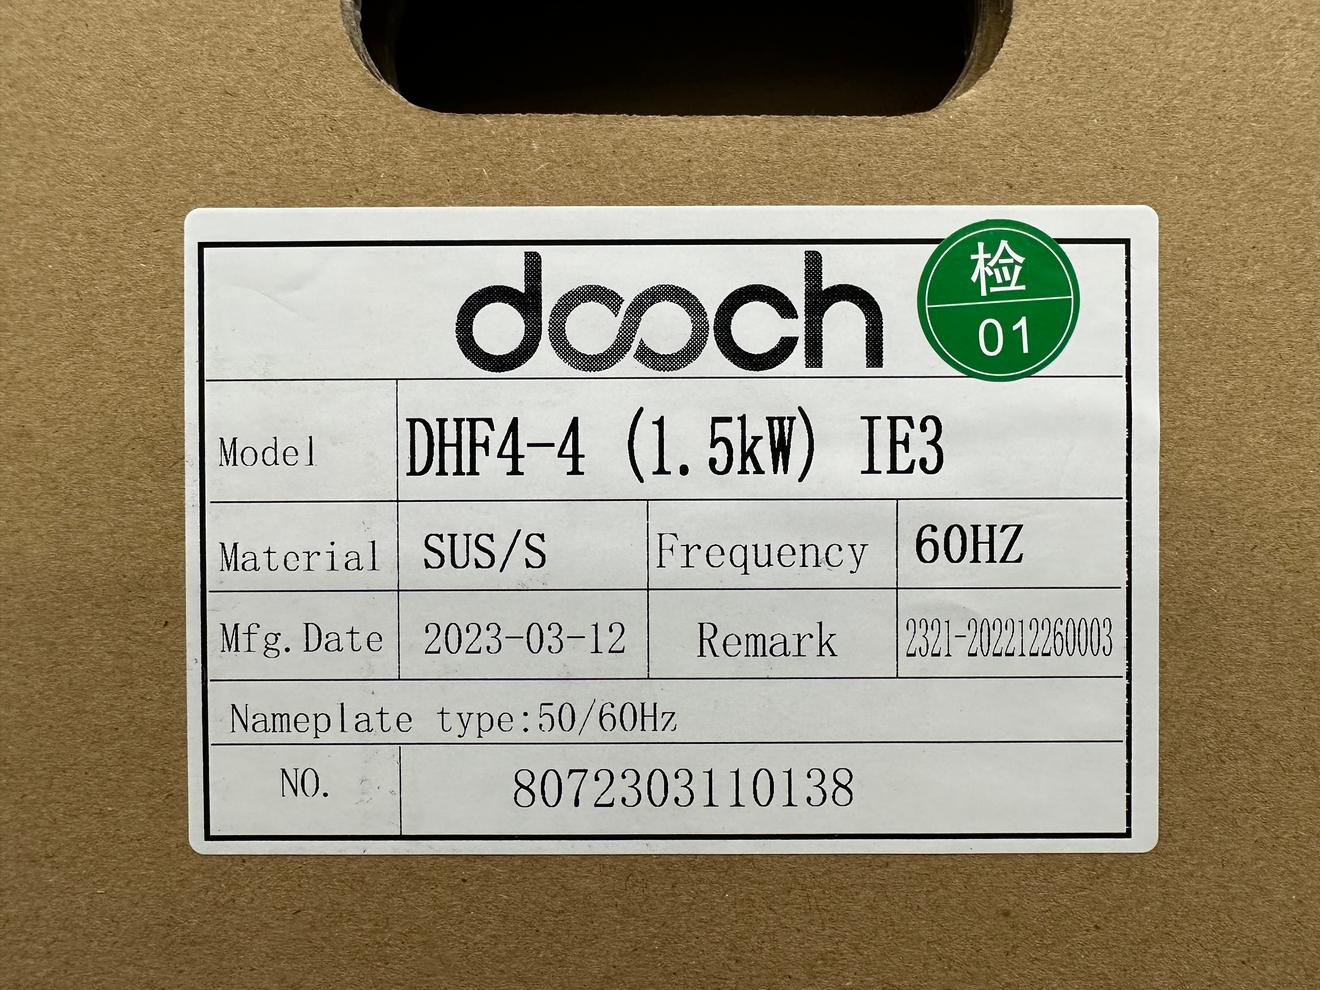 dooch
检
01
Model DHF4-4 (1.5kW) IE3
Material SUS/S Frequency 60HZ
Mfg. Date 2023-03-12 Remark 2321-202212260003
Nameplate type:50/60Hz
NO. 8072303110138